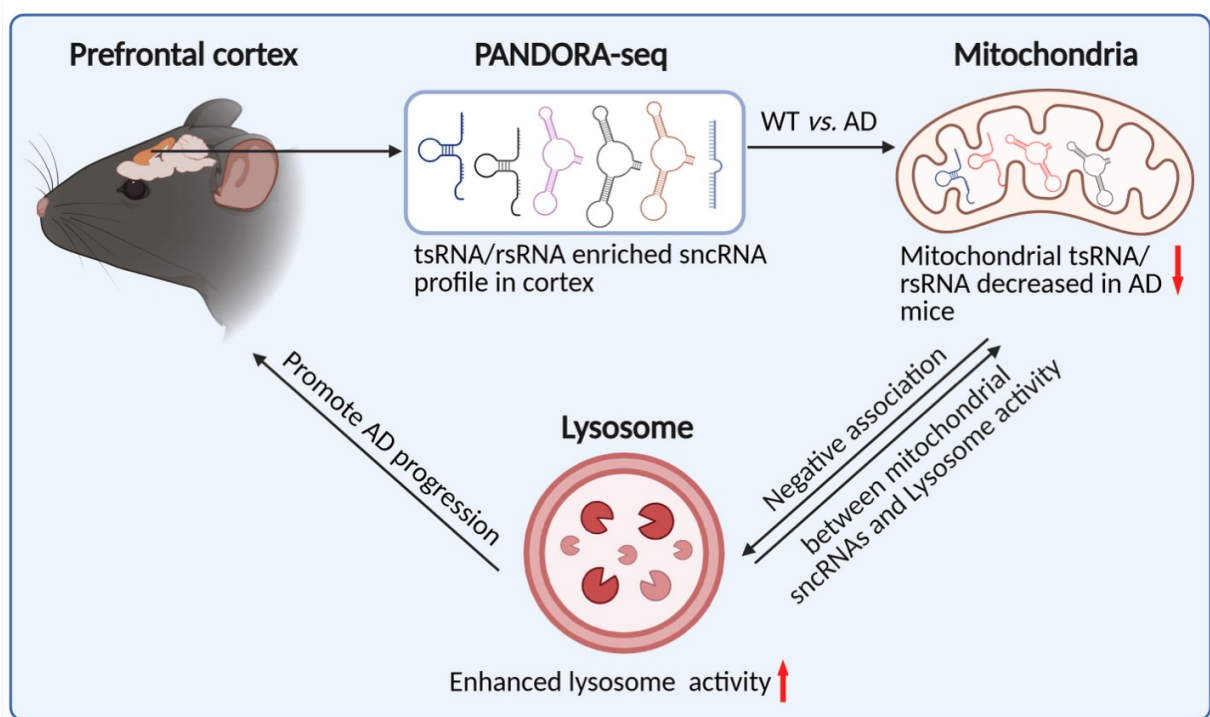 Prefrontal cortex
PANDORA-seq
Mitochondria
WT vs. AD
tsRNA/rsRNA enriched sncRNA
profile in cortex
Mitochondrial tsRNA/
rsRNA decreased in AD
mice
Promote AD progression
Lysosome
Negative association
between mitochondrial
sncRNAs and Lysosome activity
Enhanced lysosome activity